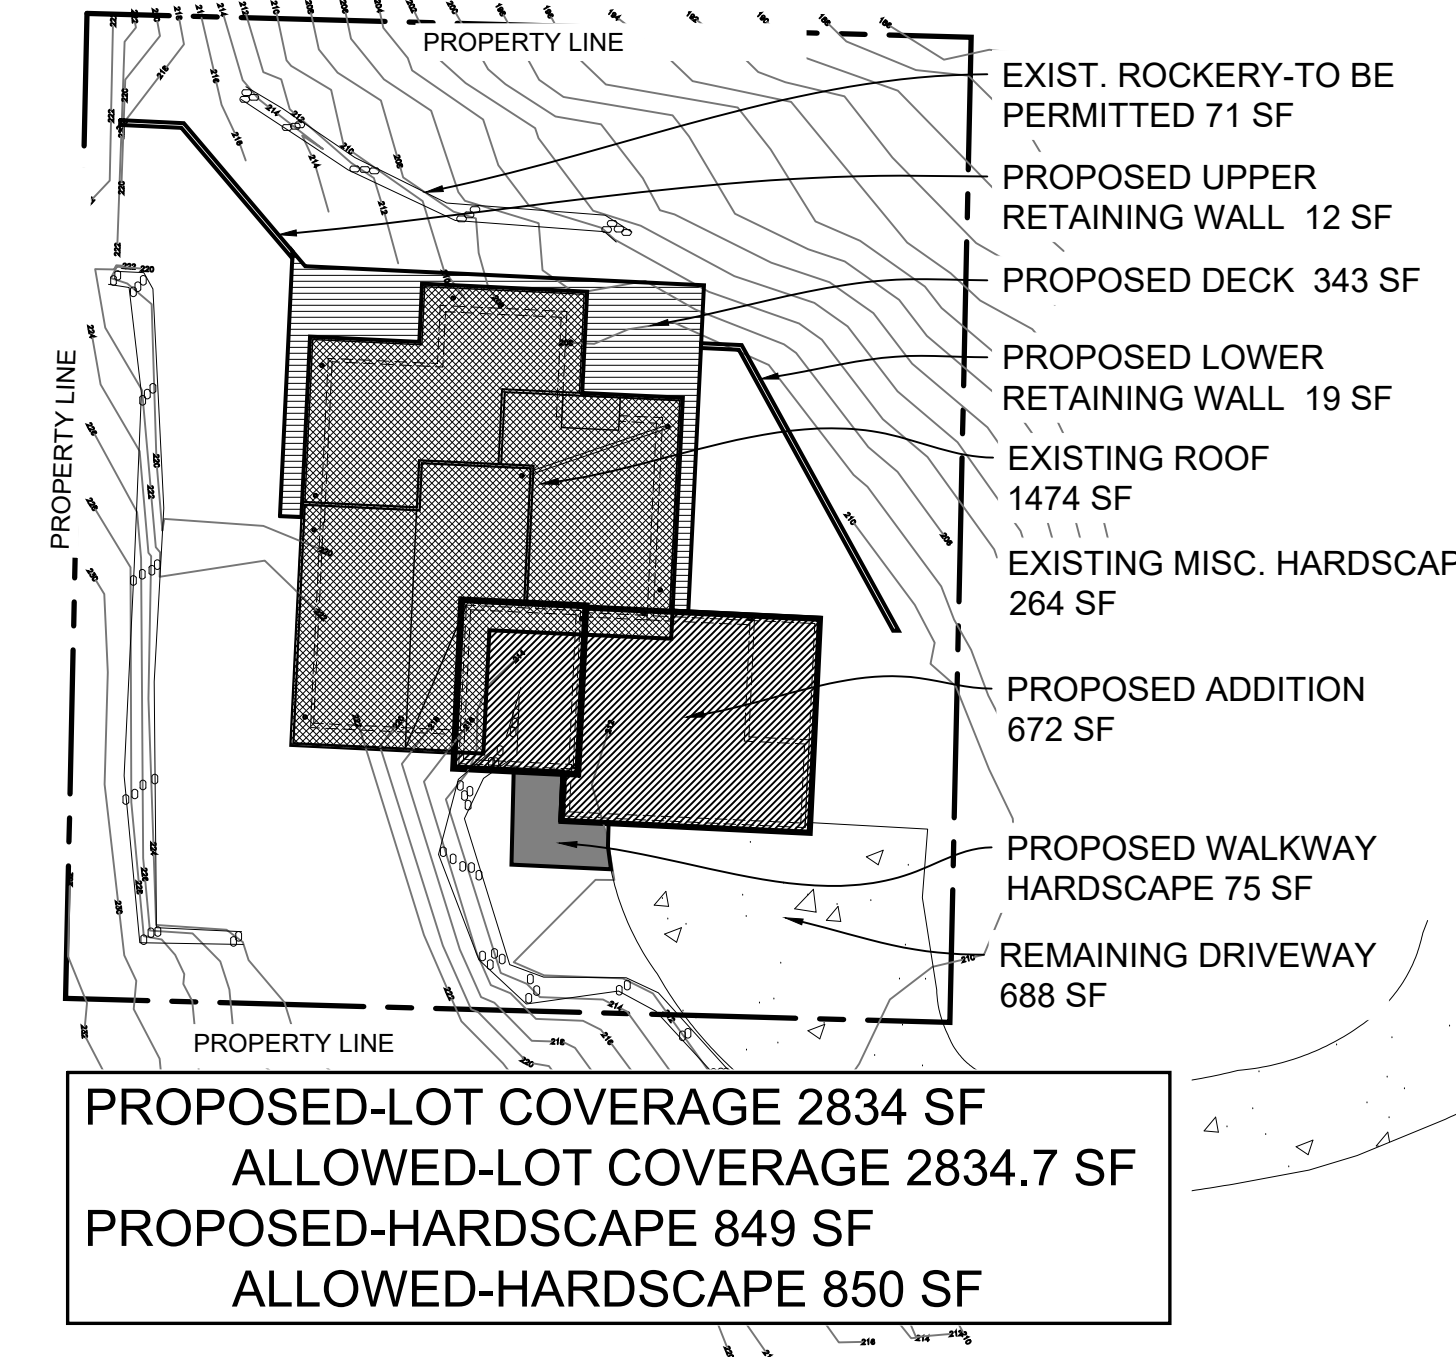 PROPERTY LINE
EXIST. ROCKERY-TO BE
PERMITTED 71 SF
PROPOSED UPPER
RETAINING WALL 12 SF
PROPOSED DECK 343 SF
PROPOSED LOWER
RETAINING WALL 19 SF
PROPERTY LINE
EXISTING ROOF
1474 SF
EXISTING MISC. HARDSCAP
264 SF
PROPOSED ADDITION
672 SF
PROPOSED WALKWAY
HARDSCAPE 75 SF
REMAINING DRIVEWAY
688 SF
PROPERTY LINE
PROPOSED-LOT COVERAGE 2834 SF
ALLOWED-LOT COVERAGE 2834.7 SF
PROPOSED-HARDSCAPE 849 SF
ALLOWED-HARDSCAPE 850 SF